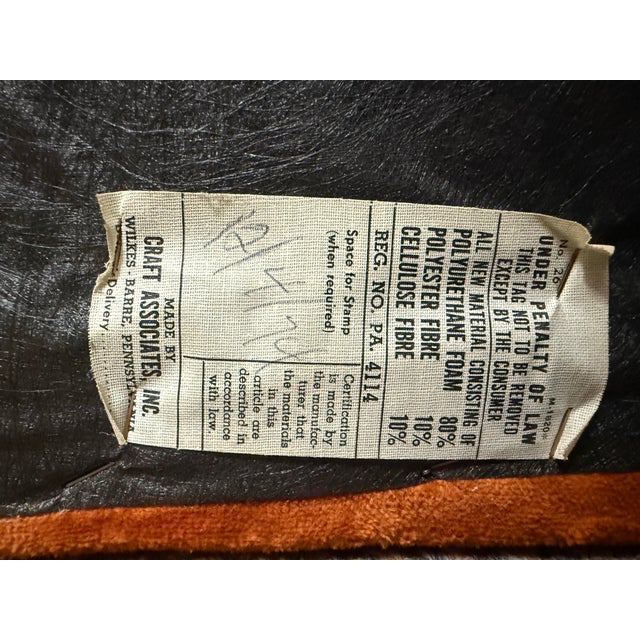 No. 26
UNDER PENALTY OF LAW
THIS TAG NOT TO BE REMOVED
EXCEPT BY THE CONSUMER
ALL NEW MATERIAL CONSISTING OF
POLYURETHANE FOAM 80%
POLYESTER FIBRE 10%
CELLULOSE FIBRE 10%
REG. NO. PA. 4114
Space for Stamp
(when required)
Certification
is made by
the manufac-
turer that
the materials
in this
article are
described in
accordance
with law.
MADE BY
CRAFT ASSOCIATES, INC.
WILKES - BARRE,
Delivery